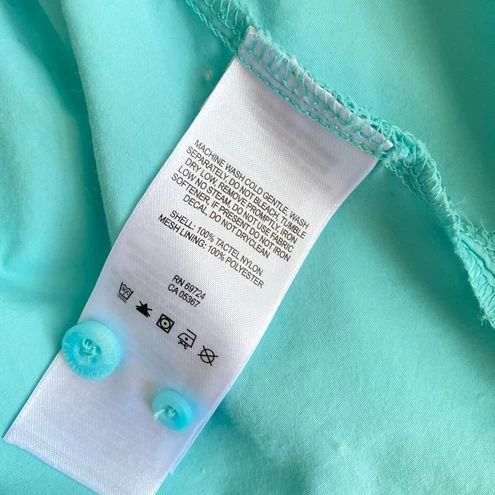 MACHINE WASH COLD GENTLE. WASH
SEPARATELY. DO NOT BLEACH. TUMBLE
DRY LOW. REMOVE PROMPTLY. IRON
LOW NO STEAM. DO NOT USE FABRIC
SOFTENER. IF PRESENT DO NOT IRON
DECAL. DO NOT DRYCLEAN
SHELL: 100% TACTEL NYLON
MESH LINING: 100% POLYESTER
RN 69724
CA 05367